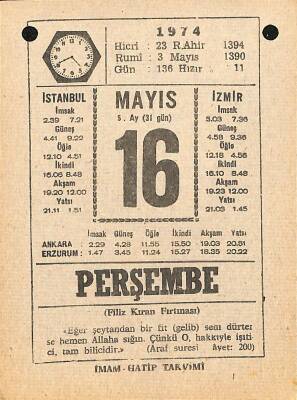 1974
Hicri : 23 R.Ahir 1394
Rumi : 3 Mayıs 1390
Gün : 136 Hızır : 11
İSTANBUL
İmsak
2.39 7.21
Güneş
4.41 9.22
Öğle
12.10 4.51
İkindi
16.06 8.48
Akşam
19.20 12.00
Yatsı
21.11 1.51
MAYIS
5. Ay (31 gün)
16
İZMİR
İmsak
5.03 7.36
Güneş
4.58 9.38
Öğle
12.18 4.56
İkindi
16.10 8.48
Akşam
19.23 12.00
Yatsı
21.03 1.45
İmsak Güneş Öğle İkindi Akşam Yatsı
ANKARA 2.29 4.28 11.55 15.50 19.03 20.51
ERZURUM : 1.47 3.45 11.24 15.27 18.35 20.22
PERŞEMBE
(Filiz Kıran Fırtınası)
«Eğer şeytandan bir fit (gelib) seni dürter
se hemen Allaha sığın. Çünkü O, hakkıyle işiti
ci, tam bilicidir.» (Araf suresi Ayet: 200)
İMAM - HATİP TAKVİMİ